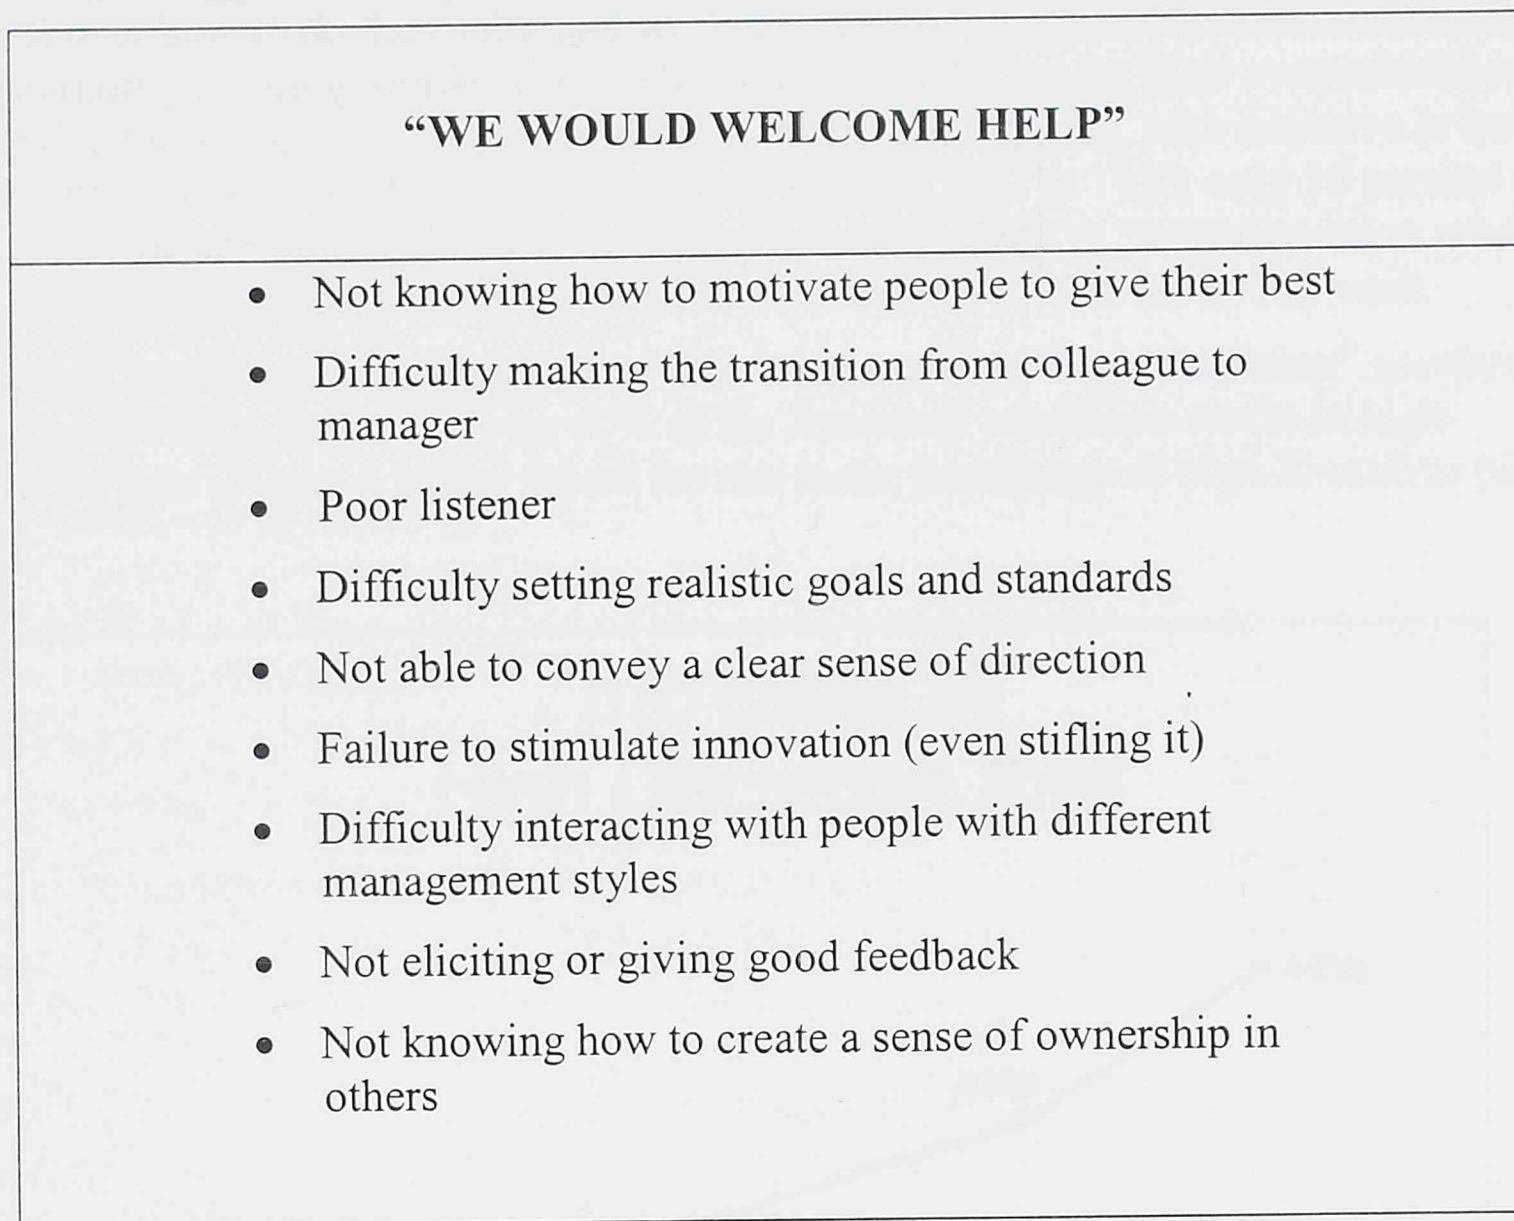 “WE WOULD WELCOME HELP”
• Not knowing how to motivate people to give their best
• Difficulty making the transition from colleague to
manager
• Poor listener
• Difficulty setting realistic goals and standards
• Not able to convey a clear sense of direction
• Failure to stimulate innovation (even stifling it)
• Difficulty interacting with people with different
management styles
• Not eliciting or giving good feedback
• Not knowing how to create a sense of ownership in
others